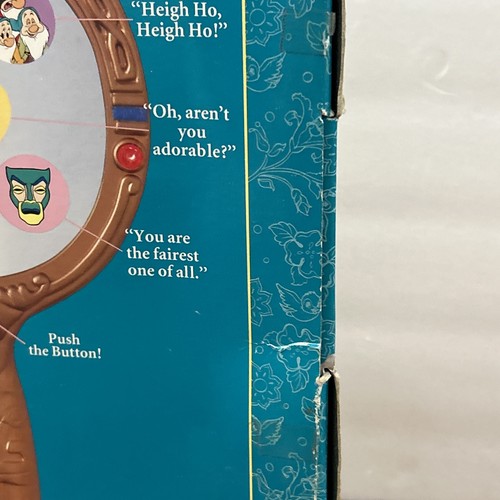 “Heigh Ho,
Heigh Ho!”
“Oh, aren’t
you
adorable?”
“You are
the fairest
one of all.”
Push
the Button!